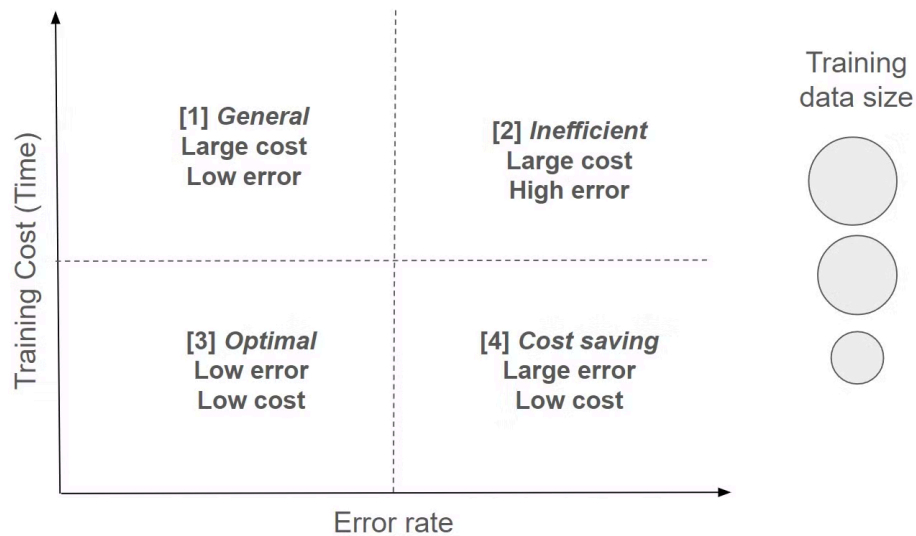 Training
data size
[1] General
Large cost
Low error
[2] Inefficient
Large cost
High error
Training Cost (Time)
[3] Optimal
Low error
Low cost
[4] Cost saving
Large error
Low cost
Error rate